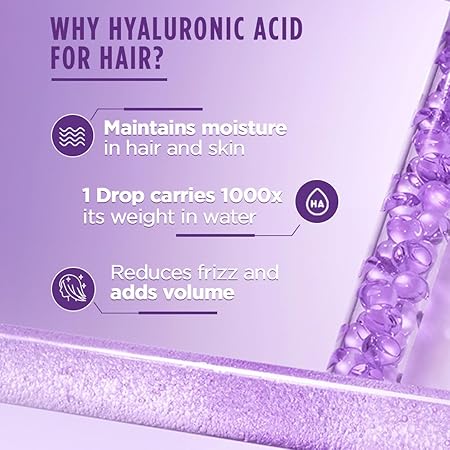 WHY HYALURONIC ACID
FOR HAIR?
Maintains moisture
in hair and skin
1 Drop carries 1000x
its weight in water
HA
Reduces frizz and
adds volume